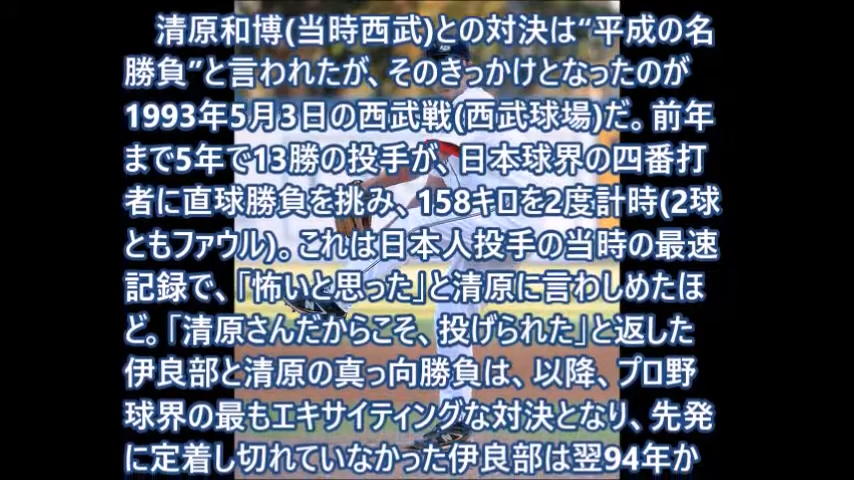 清原和博(当時西武)との対決は“平成の名
勝負”と言われたが、そのきっかけとなったのが
1993年5月3日の西武戦(西武球場)だ。前年
まで5年で13勝の投手が、日本球界の四番打
者に直球勝負を挑み、158キロを2度計時(2球
ともファウル)。これは日本人投手の当時の最速
記録で、「怖いと思った」と清原に言わしめたほ
ど。「清原さんだからこそ、投げられた」と返した
伊良部と清原の真っ向勝負は、以降、プロ野
球界の最もエキサイティングな対決となり、先発
に定着し切れていなかった伊良部は翌94年か